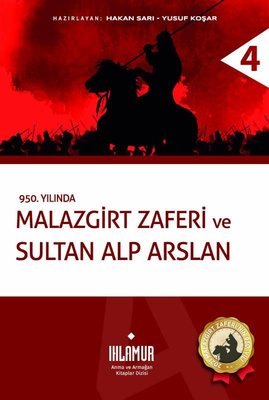 HAZIRLAYAN: HAKAN SARI - YUSUF KOŞAR
4
950. YILINDA
MALAZGİRT ZAFERİ ve
SULTAN ALP ARSLAN
IHLAMUR
Anma ve Armağan
Kitaplar Dizisi